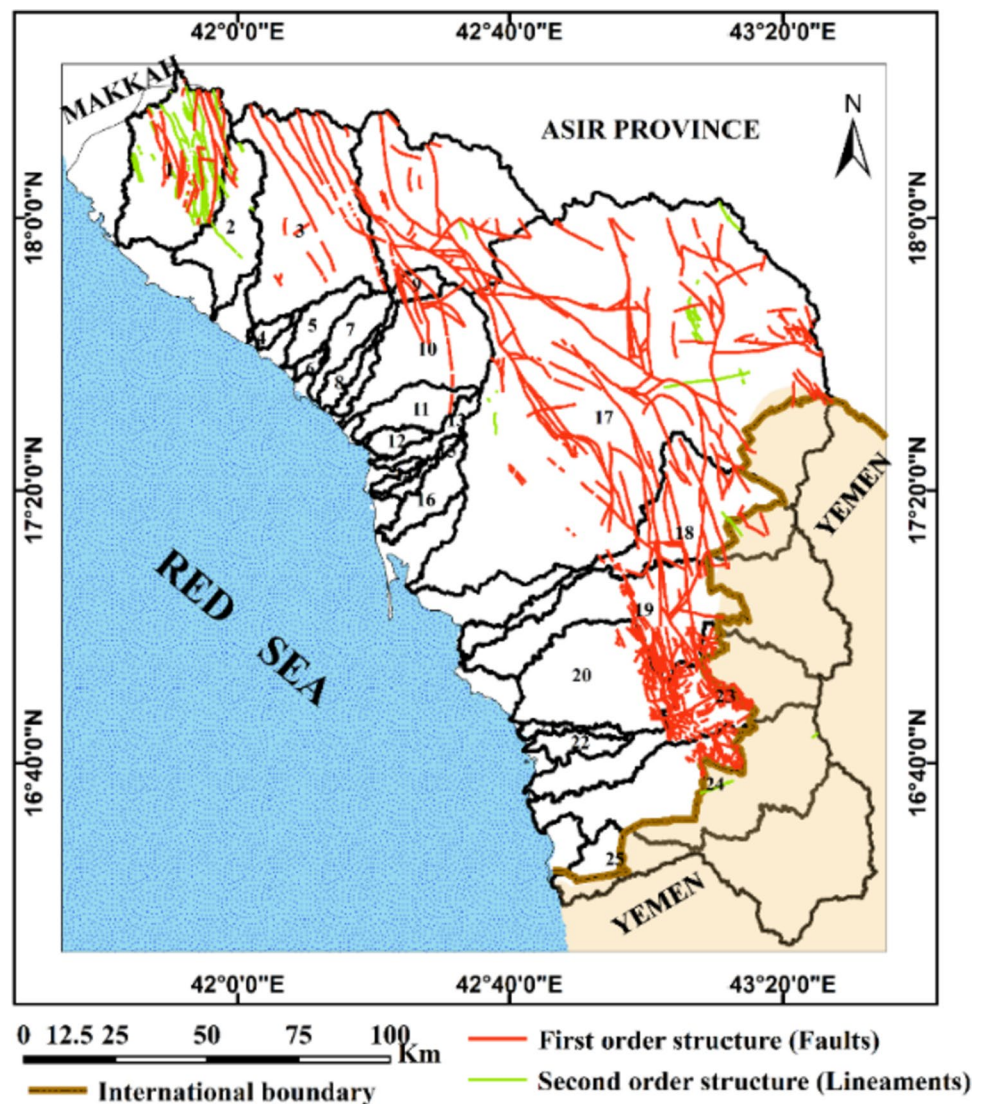 42°0'0"E 42°40'0"E 43°20'0"E
MAKKAH
ASIR PROVINCE
N
18°0'0"N
18°0'0"N
1
2
3
9
4
5
7
10
6
8
11
13
17
12
16
17°20'0"N
17°20'0"N
YEMEN
18
RED SEA
19
20
23
22
24
16°40'0"N
16°40'0"N
25
YEMEN
42°0'0"E 42°40'0"E 43°20'0"E
0 12.5 25 50 75 100
Km
First order structure (Faults)
International boundary
Second order structure (Lineaments)